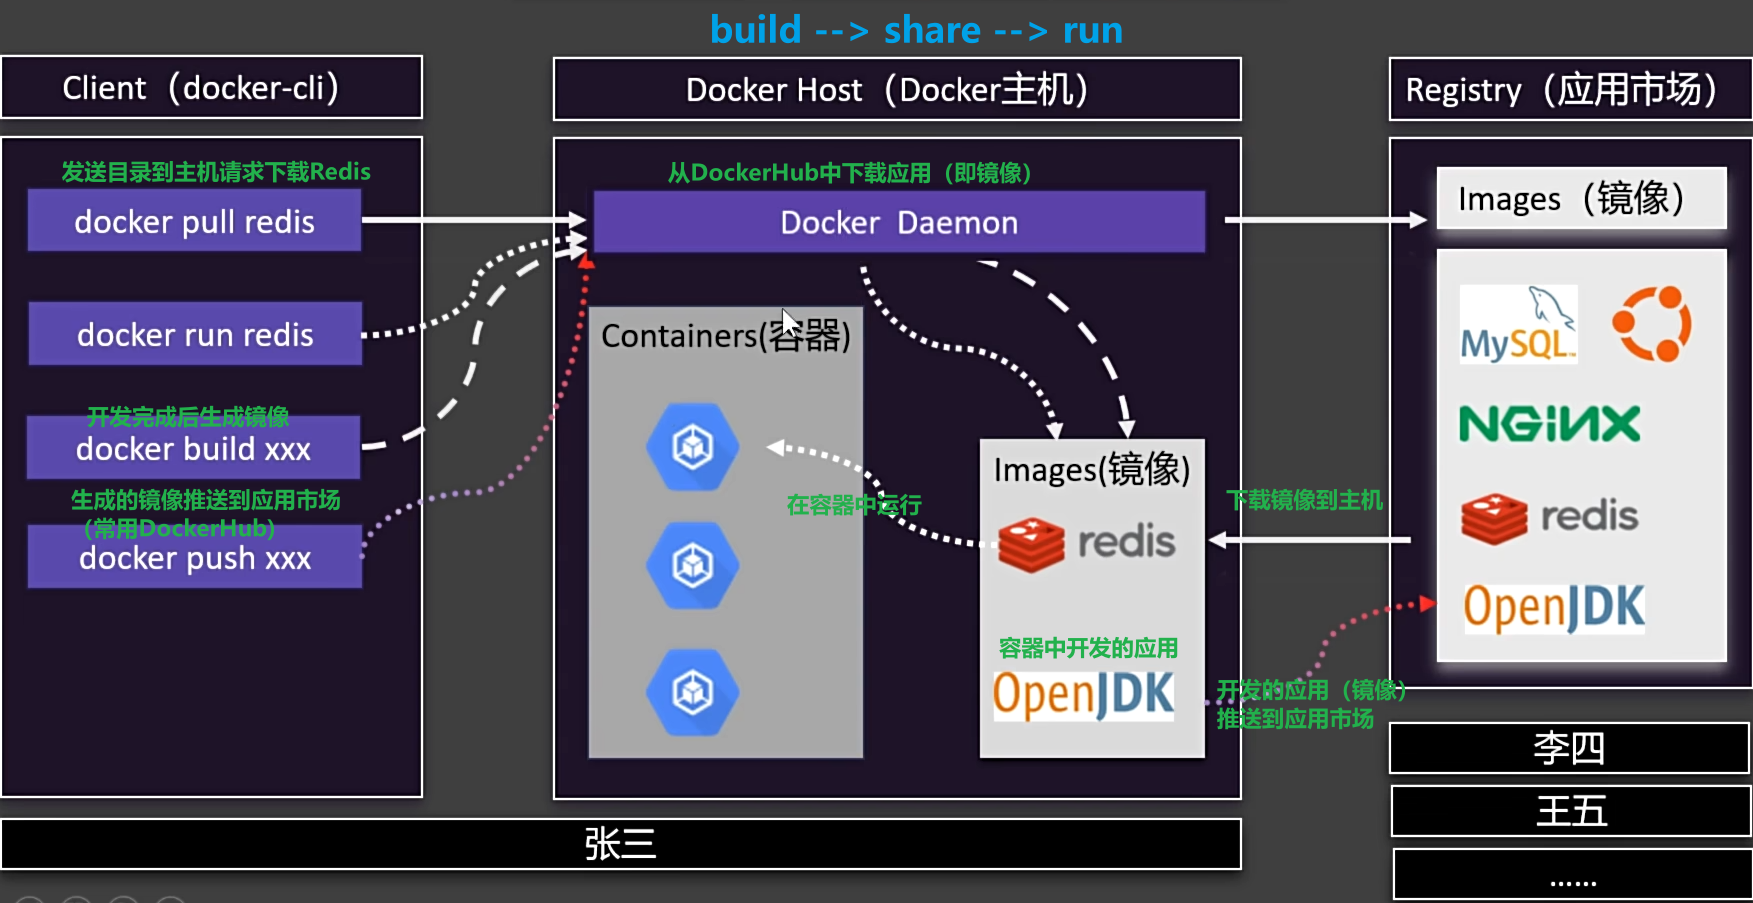 build --> share --> run
Client（docker-cli）
发送目录到主机请求下载Redis
docker pull redis
docker run redis
开发完成后生成镜像
docker build xxx
生成的镜像推送到应用市场
（常用DockerHub）
docker push xxx
Docker Host（Docker主机）
从DockerHub中下载应用（即镜像）
Docker Daemon
Containers(容器)
在容器中运行
Images(镜像)
redis
容器中开发的应用
OpenJDK
Registry（应用市场）
Images（镜像）
MySQL™
NGINX
redis
OpenJDK
下载镜像到主机
开发的应用（镜像）
推送到应用市场
张三
李四
王五
......